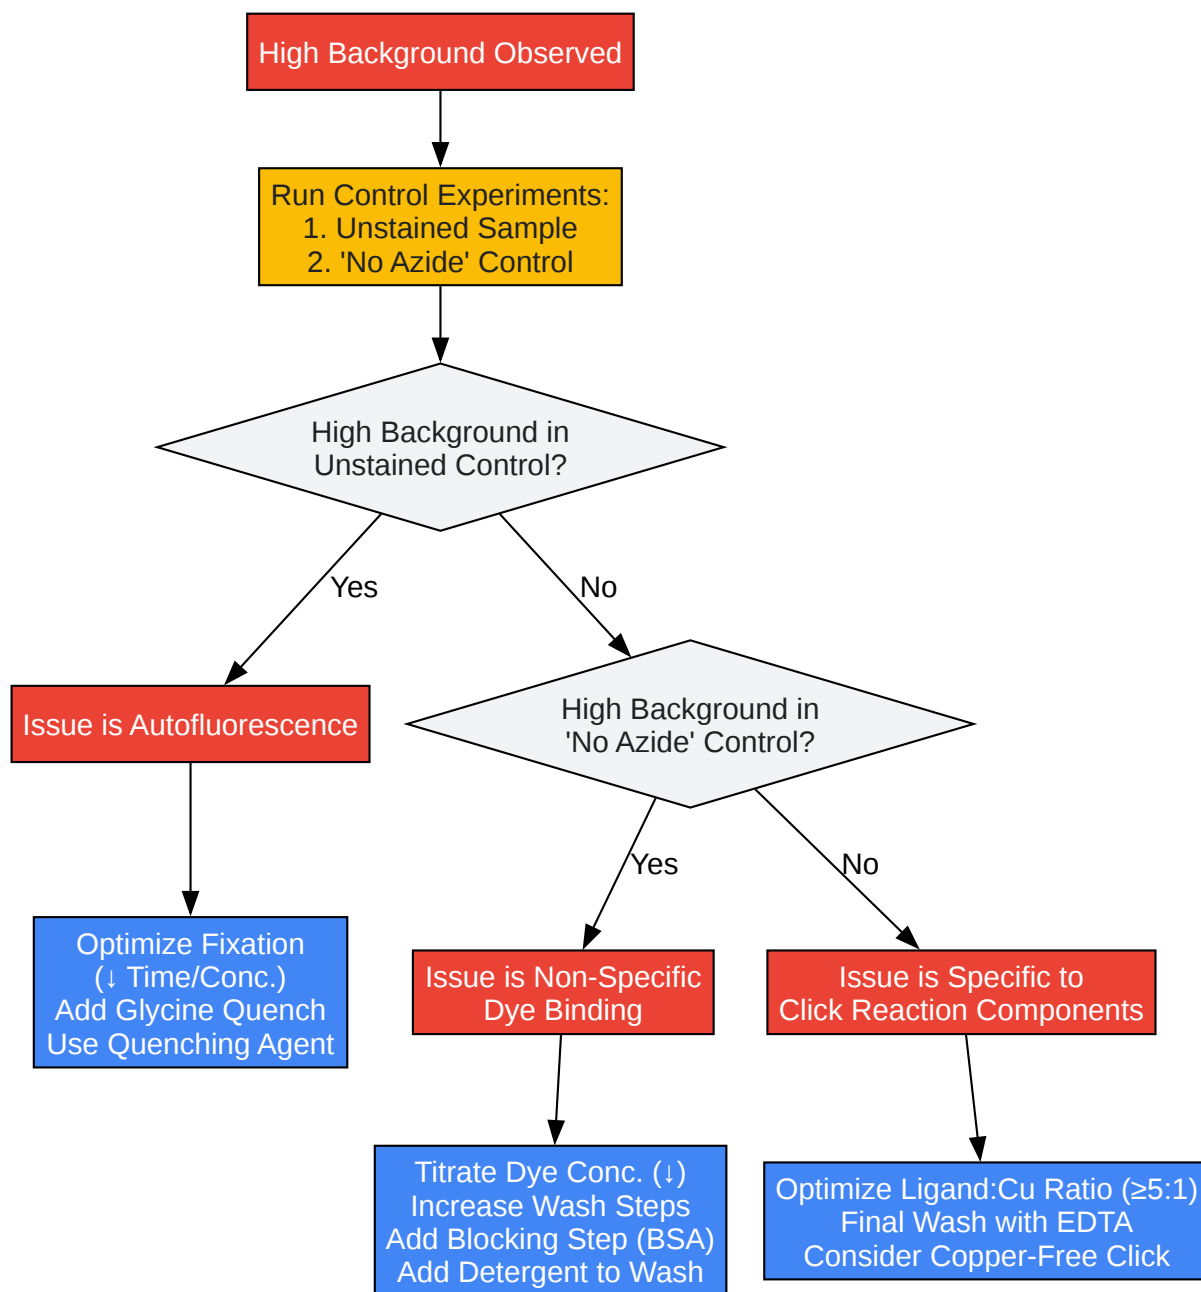 High Background Observed
Run Control Experiments:
1. Unstained Sample
2. 'No Azide' Control
High Background in
Unstained Control?
Yes
No
Issue is Autofluorescence
High Background in
'No Azide' Control?
Optimize Fixation
(↓ Time/Conc.)
Add Glycine Quench
Use Quenching Agent
Yes
No
Issue is Non-Specific
Dye Binding
Issue is Specific to
Click Reaction Components
Titrate Dye Conc. (↓)
Increase Wash Steps
Add Blocking Step (BSA)
Add Detergent to Wash
Optimize Ligand:Cu Ratio (≥5:1)
Final Wash with EDTA
Consider Copper-Free Click